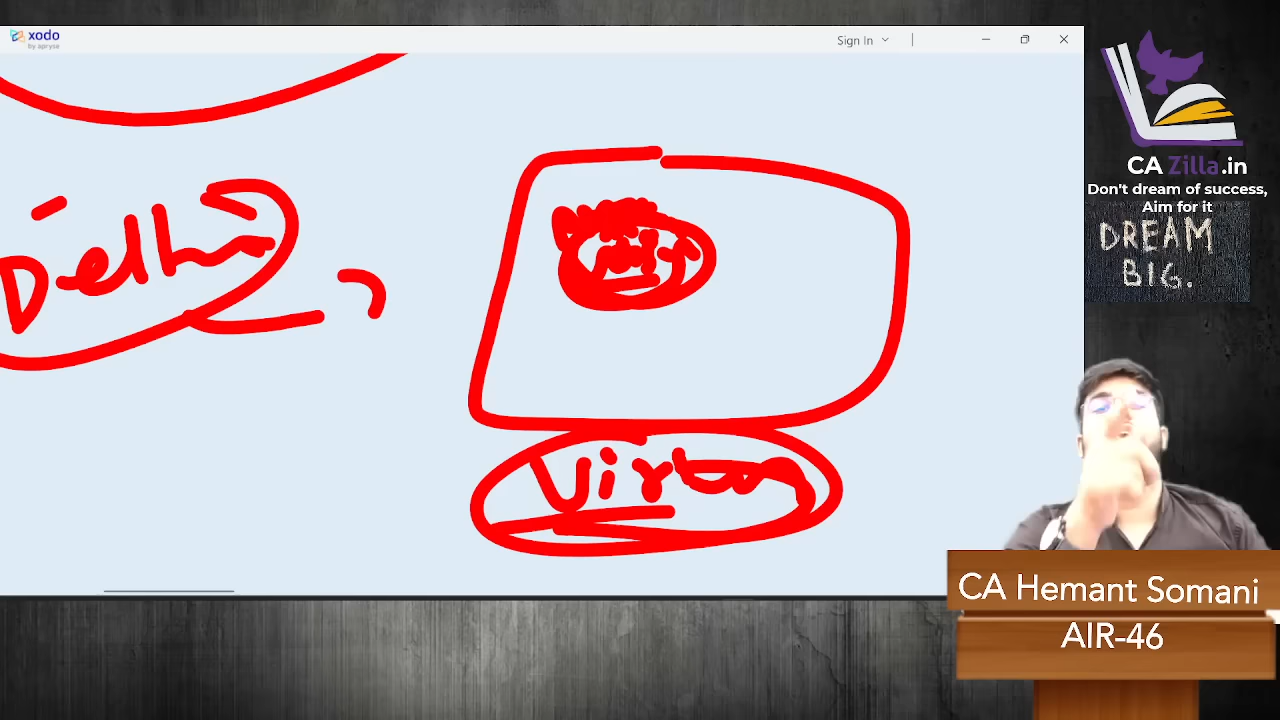 xodo
by apryse
Sign In
CA Zilla.in
Don't dream of success,
Aim for it
DREAM
BIG.
Delhi
CA Hemant Somani
AIR-46